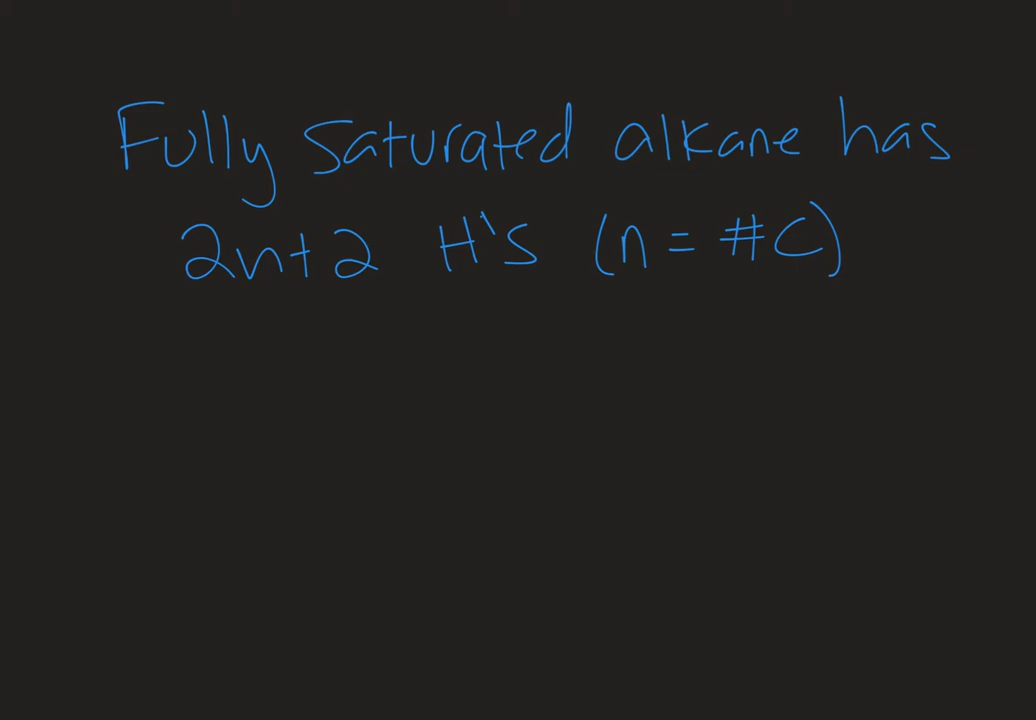 Fully saturated alkane has
2n+2 H's (n = #C)